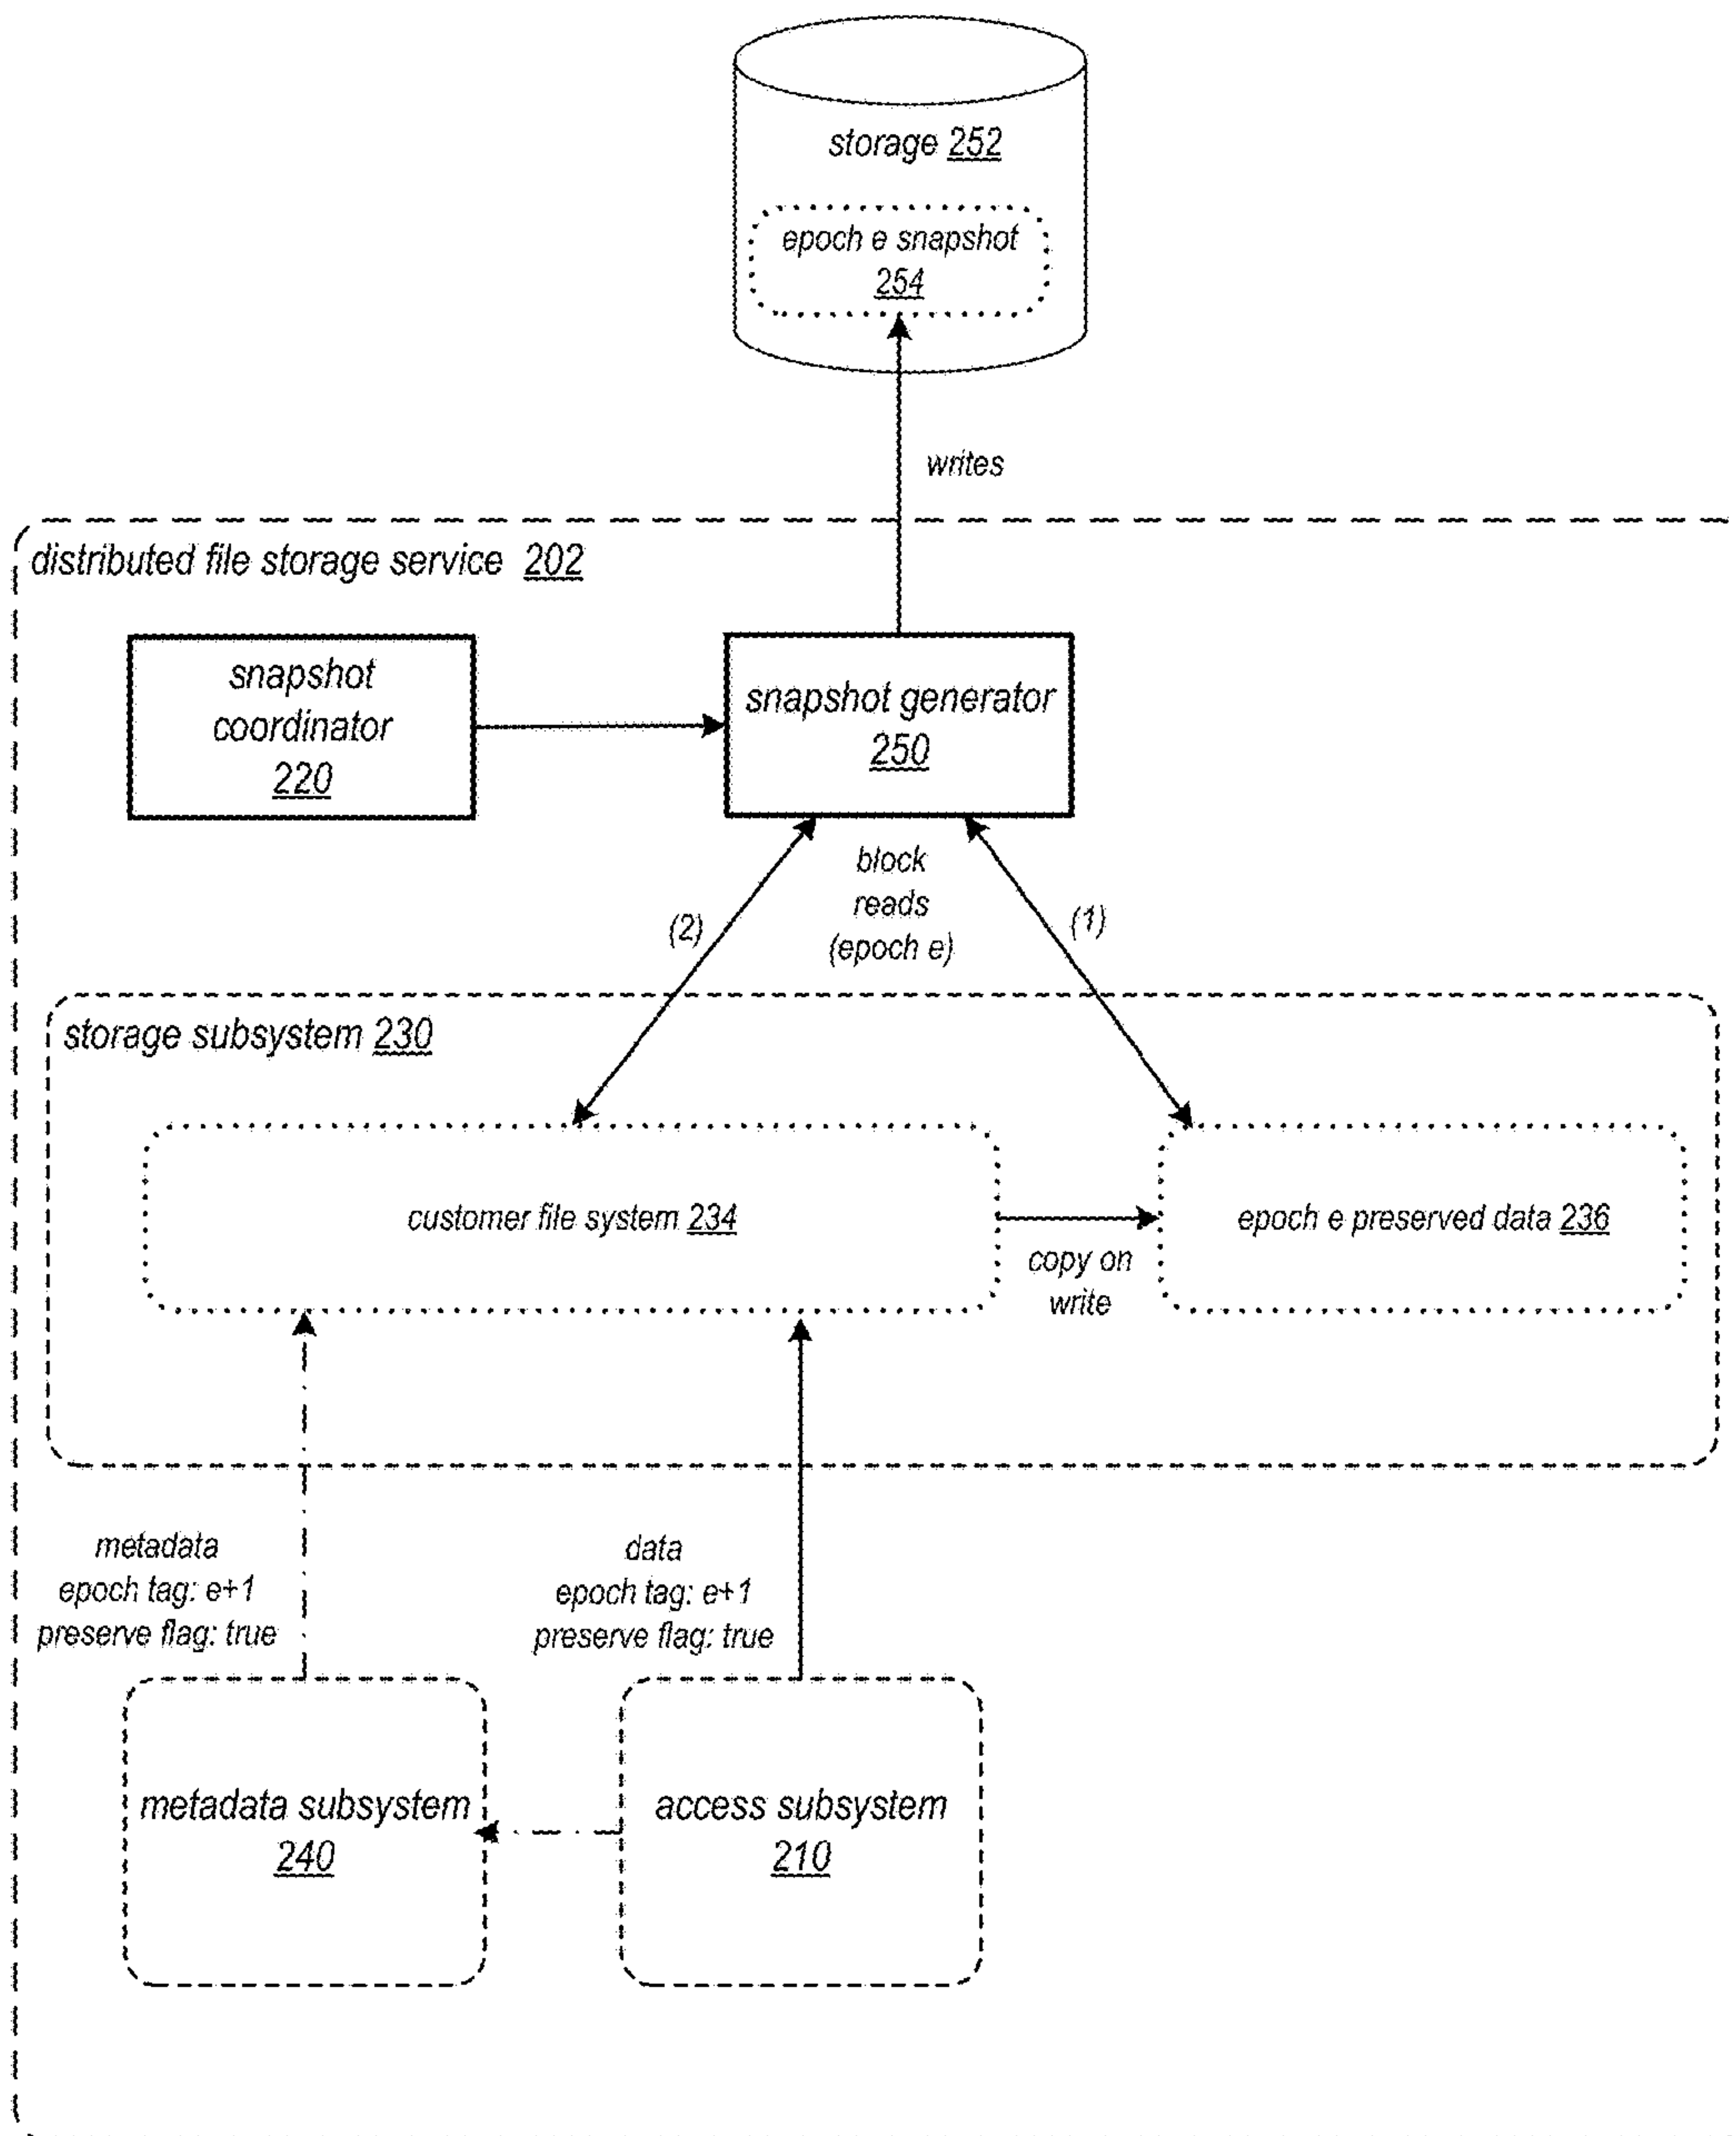 storage 252
epoch e snapshot
254
writes
distributed file storage service 202
snapshot
coordinator
220
snapshot generator
250
block
reads
(epoch e)
(2)
(1)
storage subsystem 230
customer file system 234
copy on
write
epoch e preserved data 236
metadata
epoch tag: e+1
preserve flag: true
data
epoch tag: e+1
preserve flag: true
metadata subsystem
240
access subsystem
210